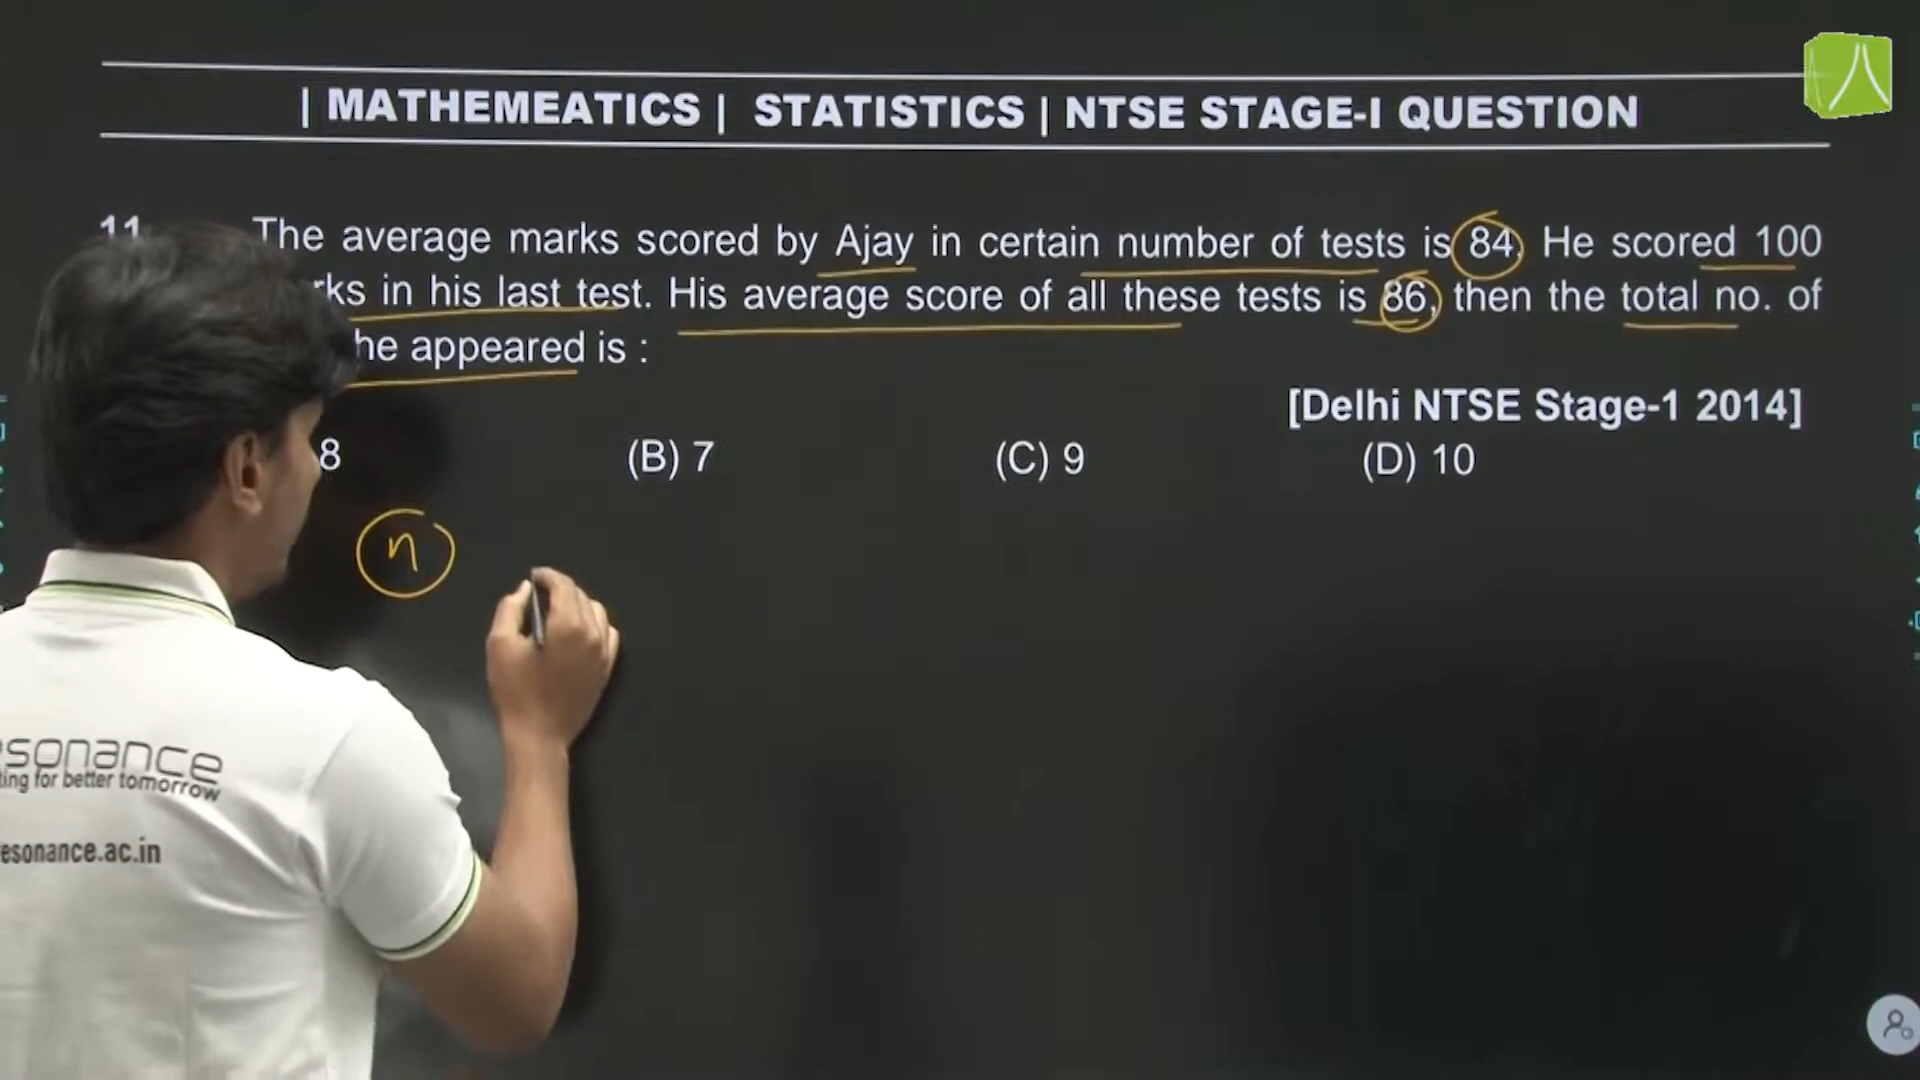 | MATHEMEATICS | STATISTICS | NTSE STAGE-I QUESTION
11. The average marks scored by Ajay in certain number of tests is 84. He scored 100
rks in his last test. His average score of all these tests is 86, then the total no. of
he appeared is :
[Delhi NTSE Stage-1 2014]
8 (B) 7 (C) 9 (D) 10
n
esonance
ting for better tomorrow
esonance.ac.in